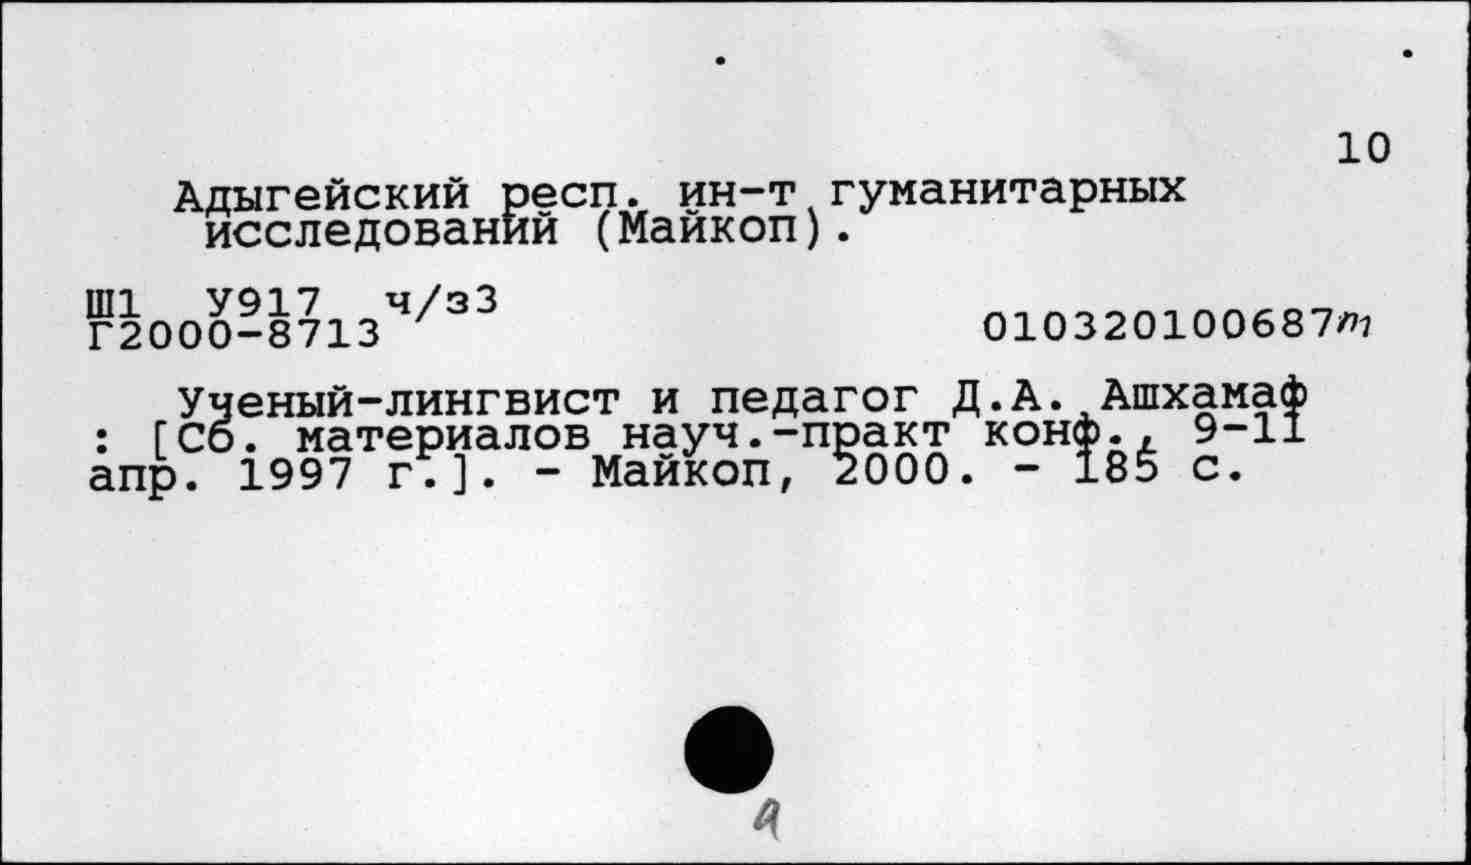 10
Адыгейский респ. ин-т гуманитарных
исследований (Майкоп).
Ш1 У917 ч/з3
Г2000-8713
010320100687m
Ученый-лингвист и педагог Д.А. Ашхамаф
: [Сб. материалов науч.-практ конф., 9-11
апр. 1997 г.]. - Майкоп, 2000. - 185 с.